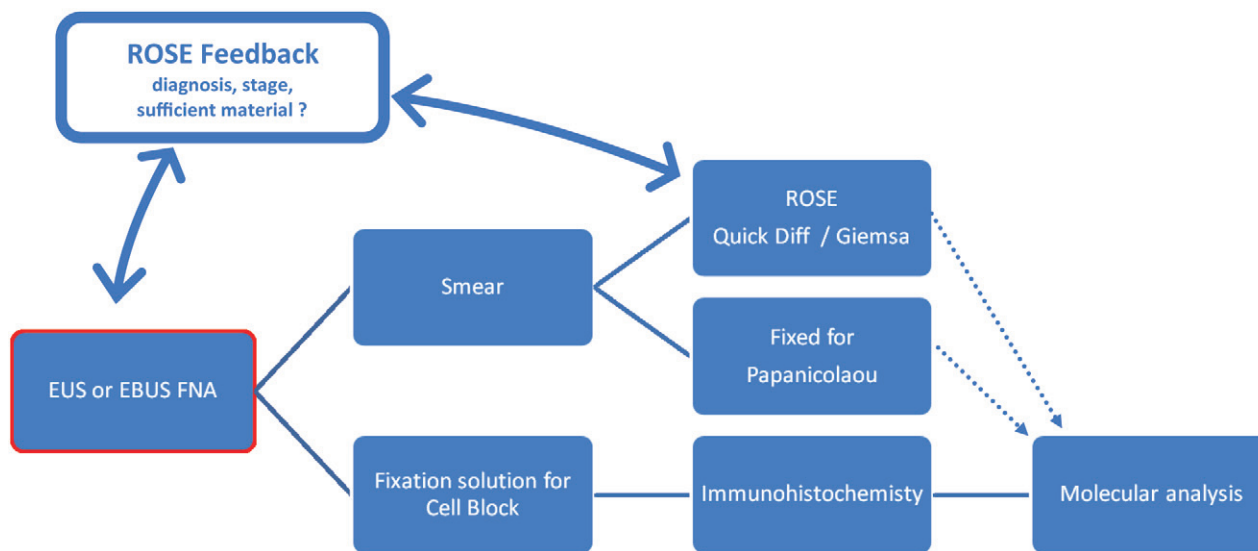 ROSE Feedback
diagnosis, stage,
sufficient material ?
ROSE
Quick Diff / Giemsa
Smear
Fixed for
Papanicolaou
EUS or EBUS FNA
Fixation solution for
Cell Block
Immunohistochemisty
Molecular analysis